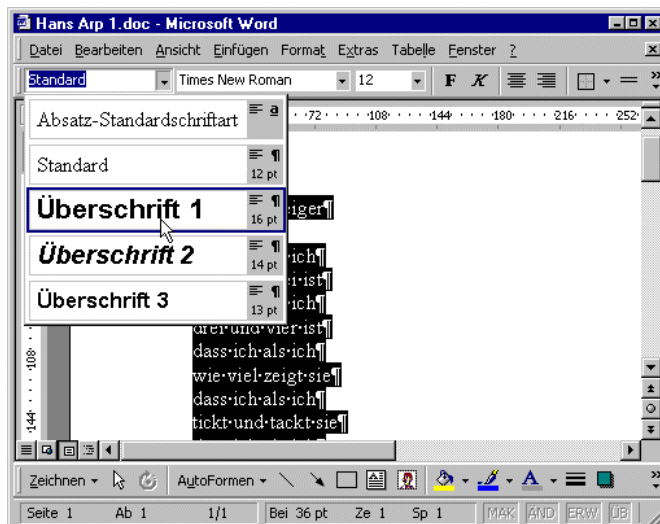 Hans Arp 1.doc - Microsoft Word
Datei Bearbeiten Ansicht Einfügen Format Extras Tabelle Fenster ?
Standard Times New Roman 12 F K
Absatz-Standardschriftart a
·72· · · · ·108· · · · ·144· · · · ·180· · · · ·216· · · · ·252·
Standard ¶
12 pt
Überschrift 1 ¶
16 pt
iger¶
Überschrift 2 ¶
14 pt
ich¶
i·ist¶
Überschrift 3 ¶
13 pt
ich¶
drei·und·vier·ist
dass·ich·als·ich¶
wie·viel·zeigt·sie¶
dass·ich·als·ich¶
tickt·und·tackt·sie¶
·108·
·144·
Zeichnen AutoFormen A
Seite 1 Ab 1 1/1 Bei 36 pt Ze 1 Sp 1 MAK ÄND ERW ÜB